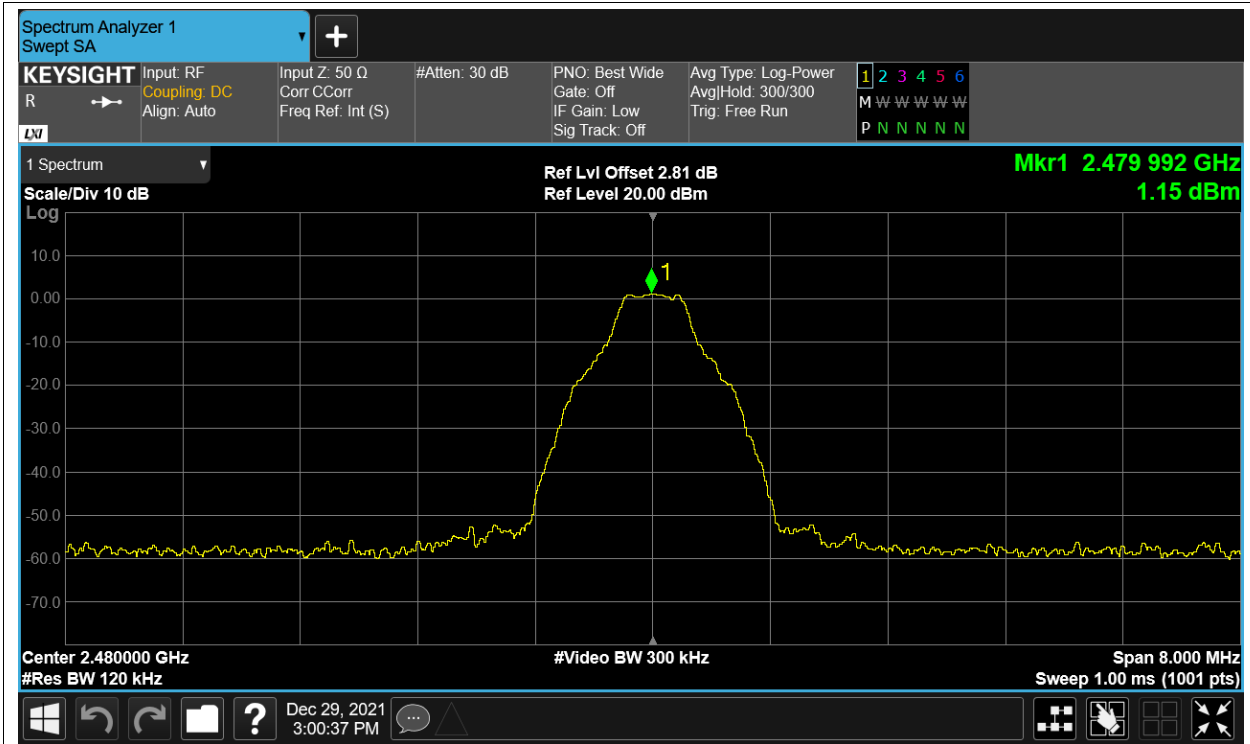 Spectrum Analyzer 1
Swept SA
KEYSIGHT
R
LXI
Input: RF
Coupling: DC
Align: Auto
Input Z: 50 Ω
Corr CCorr
Freq Ref: Int (S)
#Atten: 30 dB
PNO: Best Wide
Gate: Off
IF Gain: Low
Sig Track: Off
Avg Type: Log-Power
Avg|Hold: 300/300
Trig: Free Run
1 2 3 4 5 6
M W W W W W
P N N N N N
1 Spectrum
Scale/Div 10 dB
Log
Ref Lvl Offset 2.81 dB
Ref Level 20.00 dBm
Mkr1 2.479 992 GHz
1.15 dBm
10.0
1
0.00
-10.0
-20.0
-30.0
-40.0
-50.0
-60.0
-70.0
Center 2.480000 GHz
#Res BW 120 kHz
#Video BW 300 kHz
Span 8.000 MHz
Sweep 1.00 ms (1001 pts)
?
Dec 29, 2021
3:00:37 PM